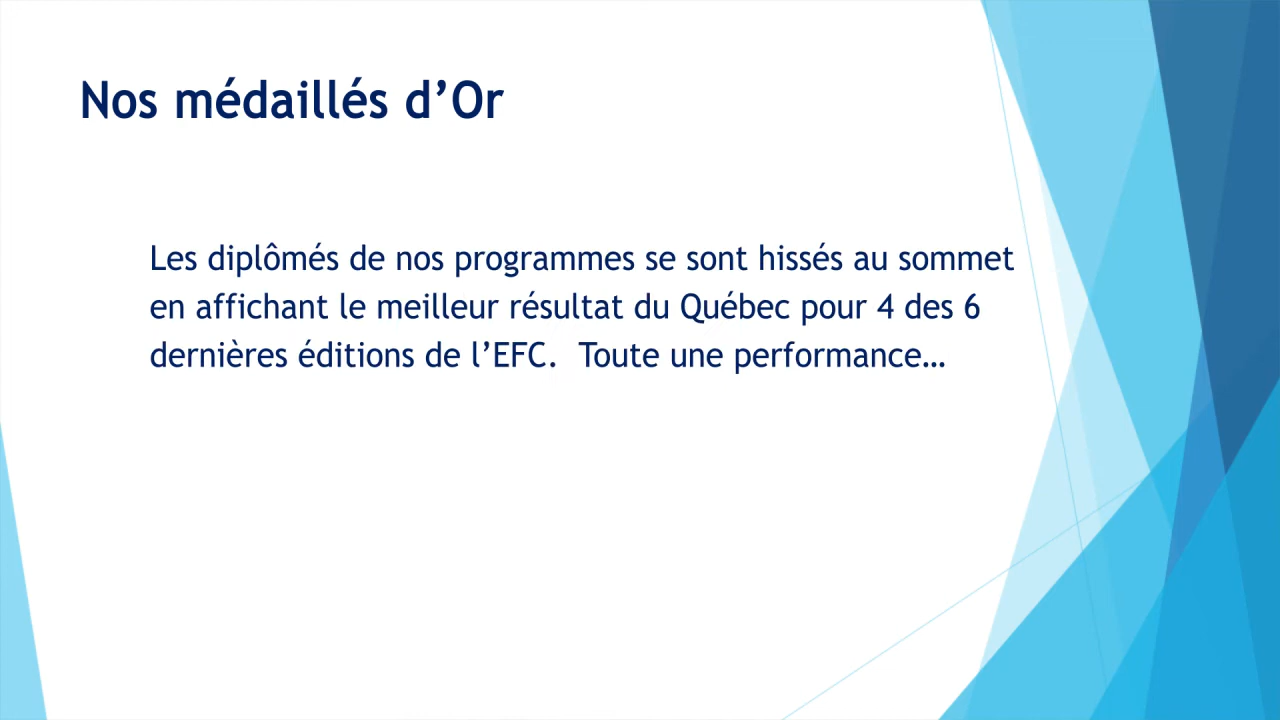 Nos médaillés d’Or
Les diplômés de nos programmes se sont hissés au sommet
en affichant le meilleur résultat du Québec pour 4 des 6
dernières éditions de l’EFC.  Toute une performance…